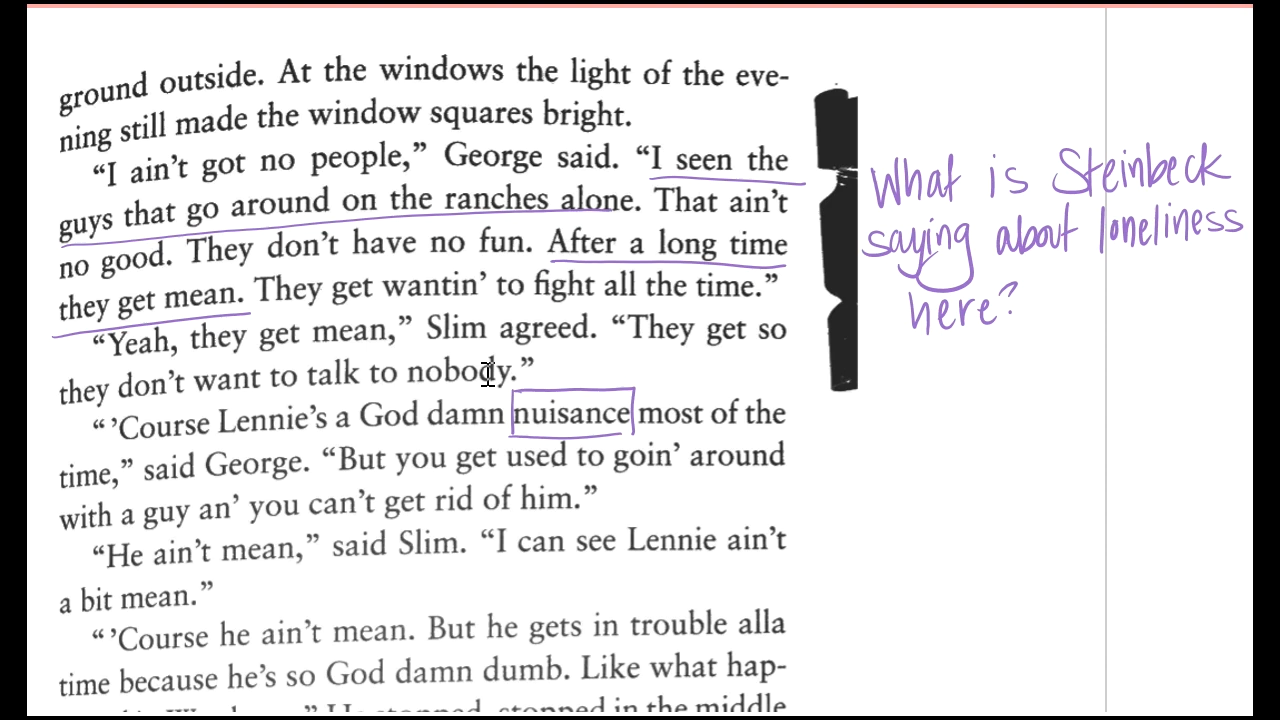 ground outside. At the windows the light of the eve-
ning still made the window squares bright.
“I ain’t got no people,” George said. “I seen the
guys that go around on the ranches alone. That ain’t
no good. They don’t have no fun. After a long time
they get mean. They get wantin’ to fight all the time.”
“Yeah, they get mean,” Slim agreed. “They get so
they don’t want to talk to nobody.”
“ ’Course Lennie’s a God damn nuisance most of the
time,” said George. “But you get used to goin’ around
with a guy an’ you can’t get rid of him.”
“He ain’t mean,” said Slim. “I can see Lennie ain’t
a bit mean.”
“ ’Course he ain’t mean. But he gets in trouble alla
time because he’s so God damn dumb. Like what hap-
stopped in the middle
What is Steinbeck
saying about loneliness
here?